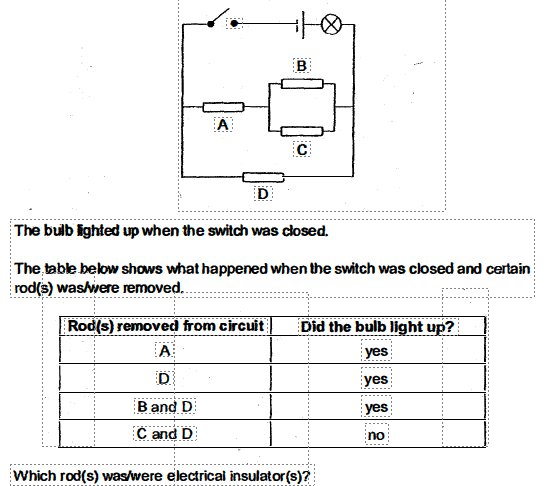 B
A
C
D
The bulb lighted up when the switch was closed.
The table below shows what happened when the switch was closed and certain
rod(s) was/were removed.
Rod(s) removed from circuit Did the bulb light up?
A yes
D yes
B and D yes
C and D no
Which rod(s) was/were electrical insulator(s)?